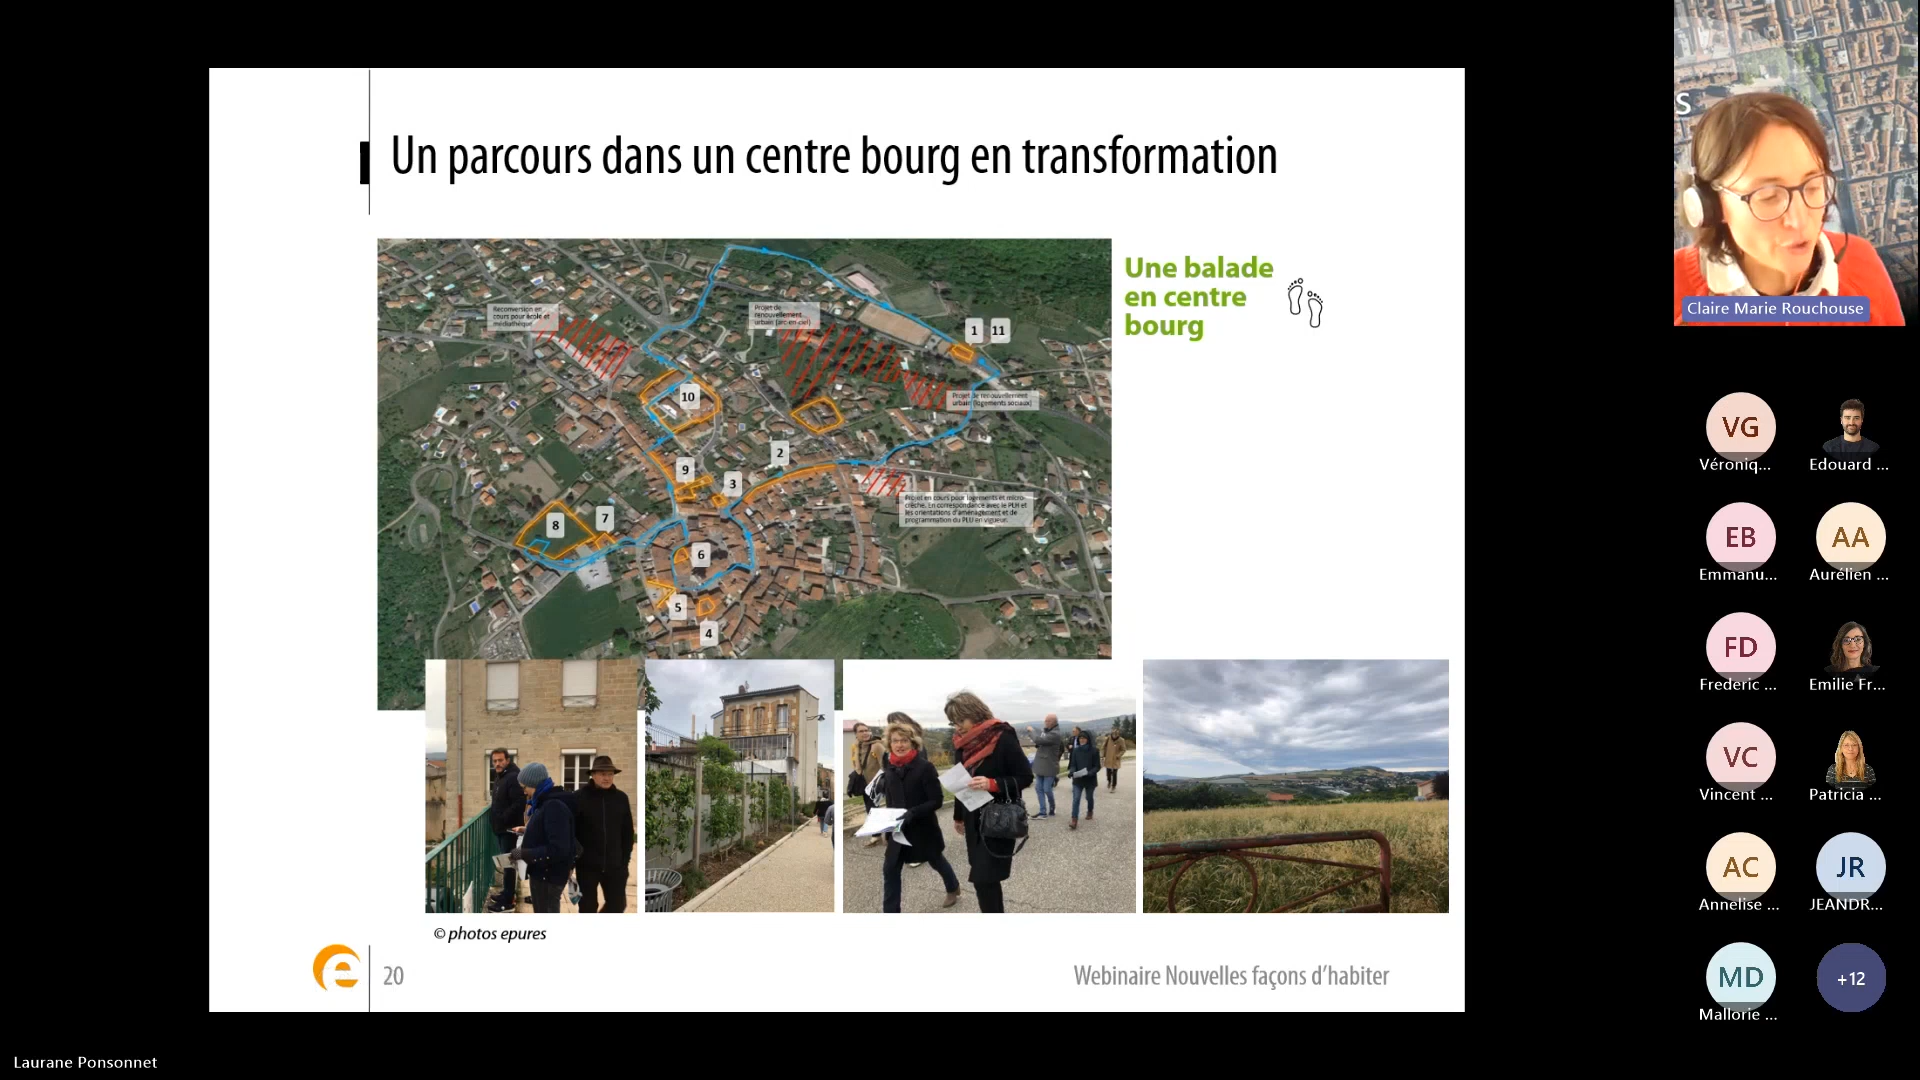 Un parcours dans un centre bourg en transformation
Reconversion en
cours pour école et
médiathèque
Projet de
renouvellement
urbain (arc-en-ciel)
Une balade
en centre
bourg
1
11
10
Projet de renouvellement
urbain (logements sociaux)
2
9
3
Projet en cours pour logements et micro-
crèche. En correspondance avec le PLH et
les orientations d'aménagement et de
programmation du PLU en vigueur.
8
7
6
5
4
© photos epures
e
20
Webinaire Nouvelles façons d'habiter
S
Claire Marie Rouchouse
VG
Véroniq...
Edouard ...
EB
Emmanu...
AA
Aurélien ...
FD
Frederic ...
Emilie Fr...
VC
Vincent ...
Patricia ...
AC
Annelise ...
JR
JEANDR...
MD
Mallorie ...
+12
Laurane Ponsonnet